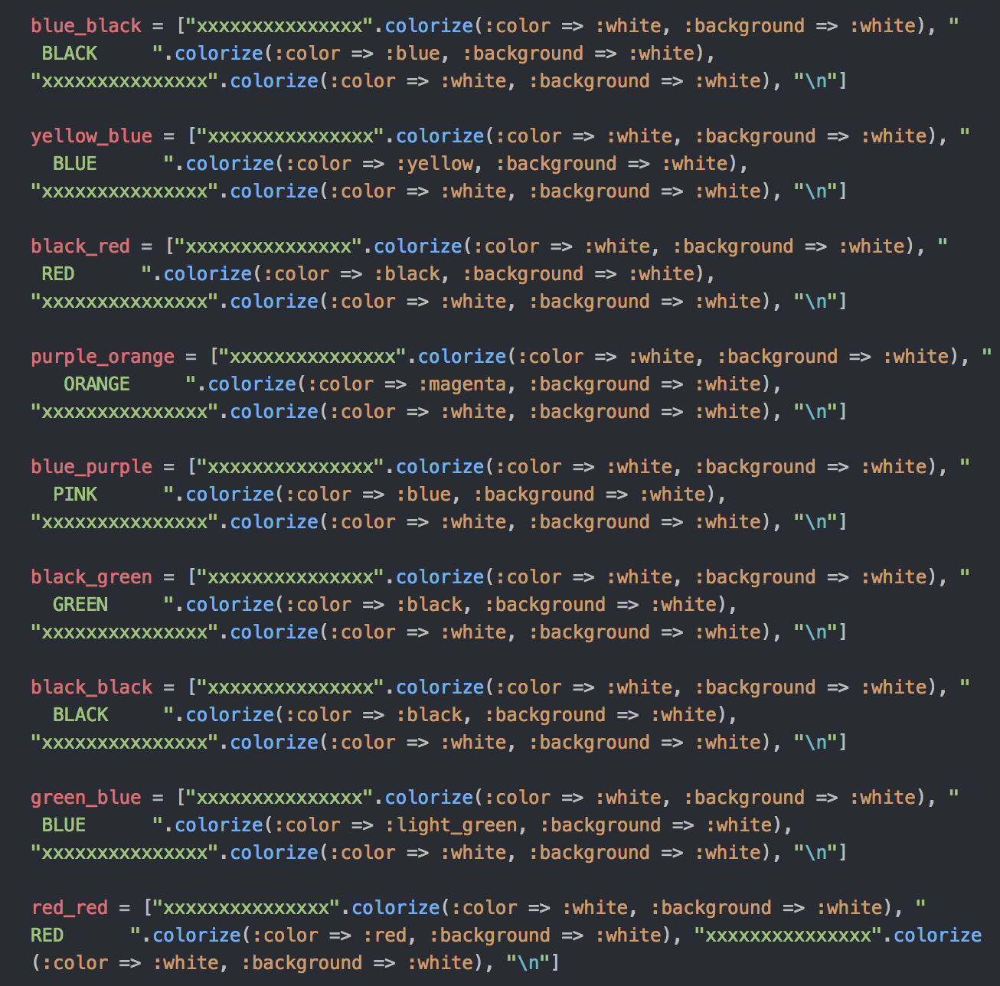 blue_black = ["xxxxxxxxxxxxxxx".colorize(:color => :white, :background => :white), "
 BLACK     ".colorize(:color => :blue, :background => :white),
"xxxxxxxxxxxxxxx".colorize(:color => :white, :background => :white), "\n"]

yellow_blue = ["xxxxxxxxxxxxxxx".colorize(:color => :white, :background => :white), "
  BLUE      ".colorize(:color => :yellow, :background => :white),
"xxxxxxxxxxxxxxx".colorize(:color => :white, :background => :white), "\n"]

black_red = ["xxxxxxxxxxxxxxx".colorize(:color => :white, :background => :white), "
 RED      ".colorize(:color => :black, :background => :white),
"xxxxxxxxxxxxxxx".colorize(:color => :white, :background => :white), "\n"]

purple_orange = ["xxxxxxxxxxxxxxx".colorize(:color => :white, :background => :white), "
   ORANGE     ".colorize(:color => :magenta, :background => :white),
"xxxxxxxxxxxxxxx".colorize(:color => :white, :background => :white), "\n"]

blue_purple = ["xxxxxxxxxxxxxxx".colorize(:color => :white, :background => :white), "
  PINK      ".colorize(:color => :blue, :background => :white),
"xxxxxxxxxxxxxxx".colorize(:color => :white, :background => :white), "\n"]

black_green = ["xxxxxxxxxxxxxxx".colorize(:color => :white, :background => :white), "
  GREEN     ".colorize(:color => :black, :background => :white),
"xxxxxxxxxxxxxxx".colorize(:color => :white, :background => :white), "\n"]

black_black = ["xxxxxxxxxxxxxxx".colorize(:color => :white, :background => :white), "
  BLACK     ".colorize(:color => :black, :background => :white),
"xxxxxxxxxxxxxxx".colorize(:color => :white, :background => :white), "\n"]

green_blue = ["xxxxxxxxxxxxxxx".colorize(:color => :white, :background => :white), "
 BLUE      ".colorize(:color => :light_green, :background => :white),
"xxxxxxxxxxxxxxx".colorize(:color => :white, :background => :white), "\n"]

red_red = ["xxxxxxxxxxxxxxx".colorize(:color => :white, :background => :white), "
RED      ".colorize(:color => :red, :background => :white), "xxxxxxxxxxxxxxx".colorize
(:color => :white, :background => :white), "\n"]